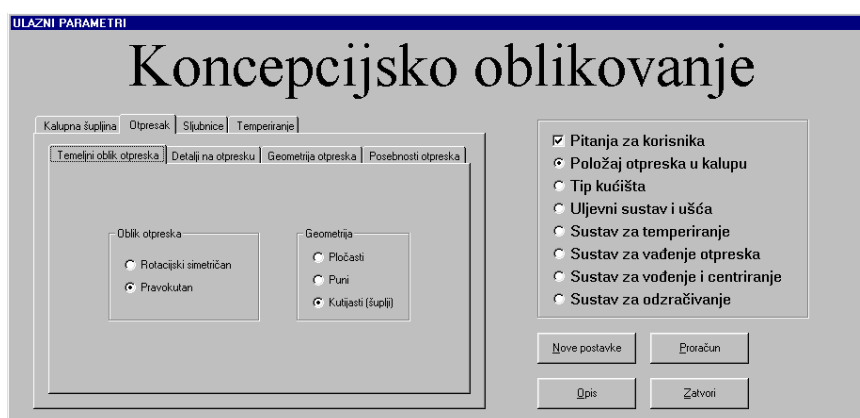 ULAZNI PARAMETRI
Koncepcijsko oblikovanje
Kalupna šupljina Otpresak Sljubnice Temperiranje
Temeljni oblik otpreska Detalji na otpresku Geometrija otpreska Posebnosti otpreska
Oblik otpreska
Rotacijski simetričan
Pravokutan
Geometrija
Pločasti
Puni
Kutijasti (šuplji)
Pitanja za korisnika
Položaj otpreska u kalupu
Tip kućišta
Uljevni sustav i ušća
Sustav za temperiranje
Sustav za vađenje otpreska
Sustav za vođenje i centriranje
Sustav za odzračivanje
Nove postavke Proračun
Opis Zatvori